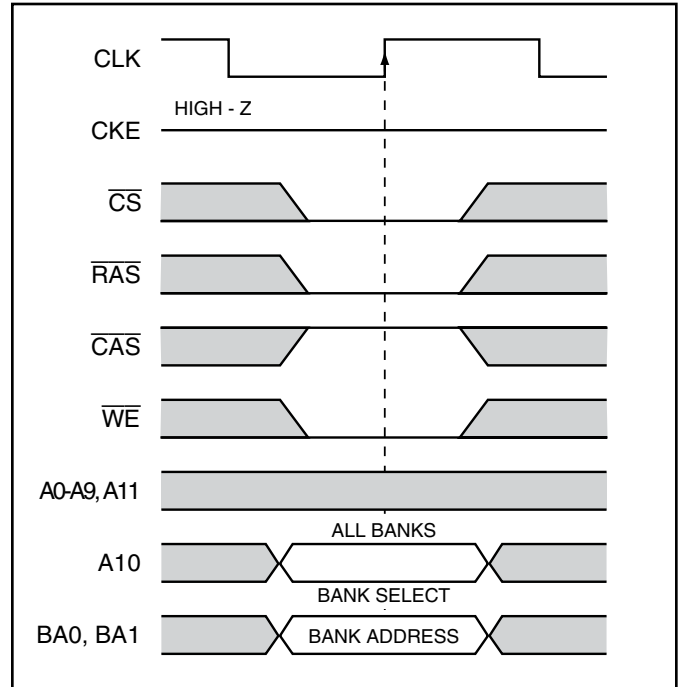 CLK
HIGH - Z
CKE
CS
RAS
CAS
WE
A0-A9, A11
ALL BANKS
A10
BANK SELECT
BA0, BA1
BANK ADDRESS